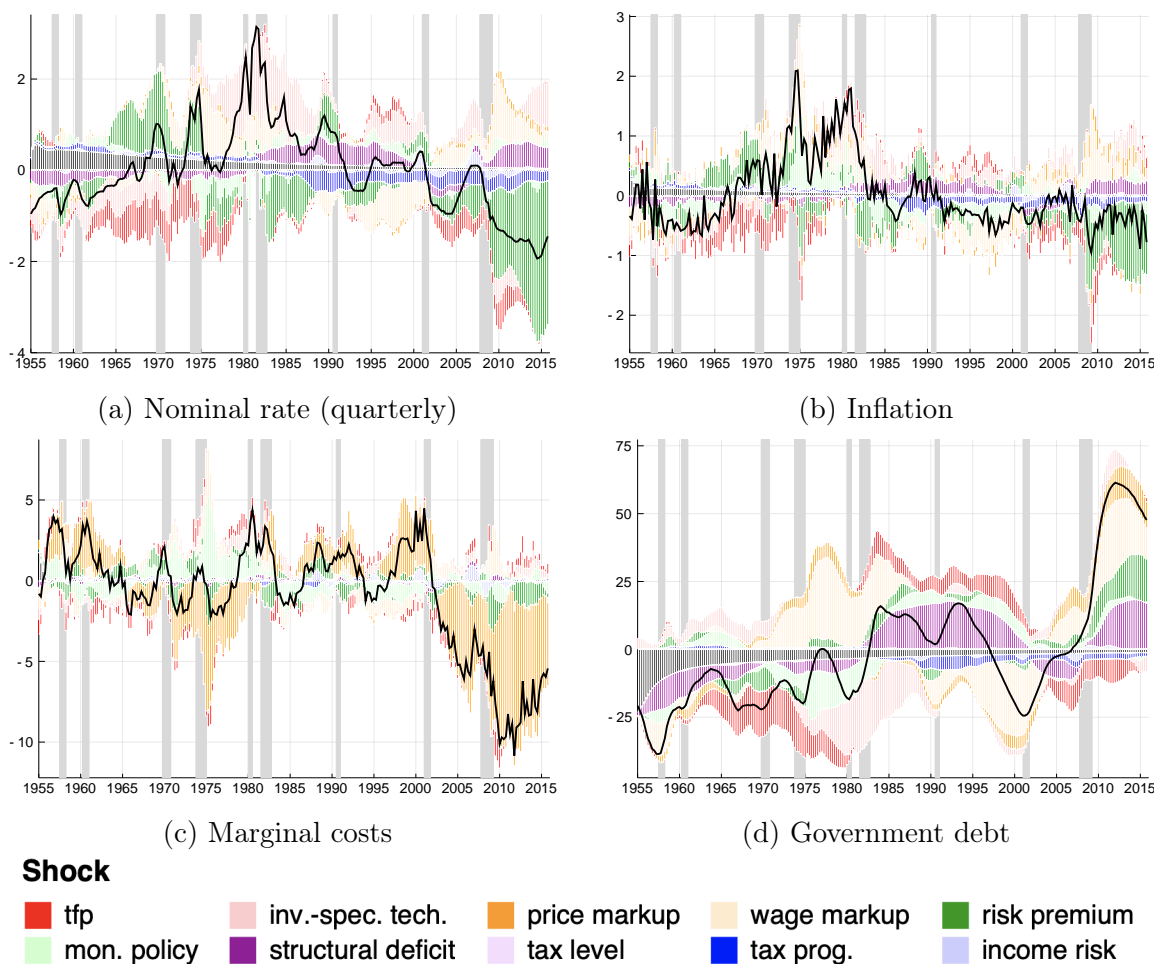 2
0
-2
-4
1955 1960 1965 1970 1975 1980 1985 1990 1995 2000 2005 2010 2015
(a) Nominal rate (quarterly)
3
2
1
0
-1
-2
1955 1960 1965 1970 1975 1980 1985 1990 1995 2000 2005 2010 2015
(b) Inflation
5
0
-5
-10
1955 1960 1965 1970 1975 1980 1985 1990 1995 2000 2005 2010 2015
(c) Marginal costs
75
50
25
0
-25
1955 1960 1965 1970 1975 1980 1985 1990 1995 2000 2005 2010 2015
(d) Government debt
Shock
tfp inv.-spec. tech. price markup wage markup risk premium
mon. policy structural deficit tax level tax prog. income risk